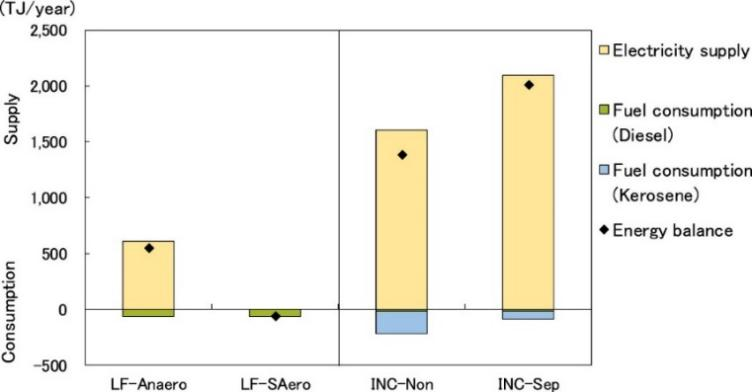 (TJ/year)
2,500
2,000
1,500
1,000
500
0
-500
Supply
Consumption
LF-Anaero
LF-SAero
INC-Non
INC-Sep
Electricity supply
Fuel consumption
(Diesel)
Fuel consumption
(Kerosene)
Energy balance